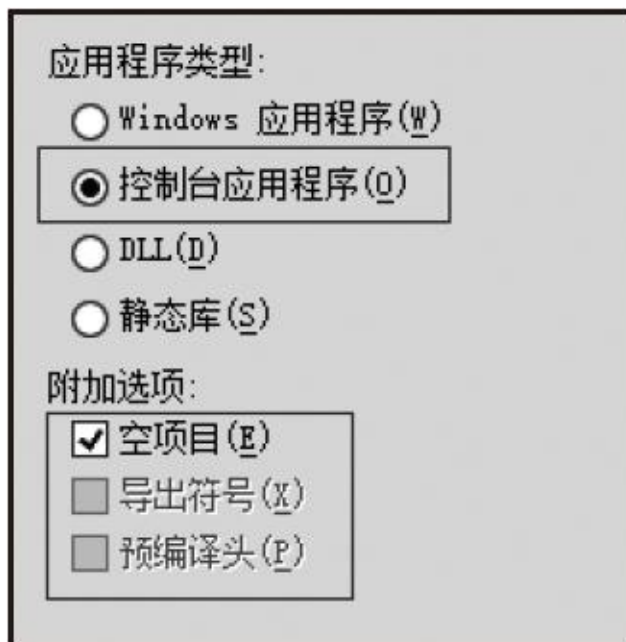 应用程序类型:
Windows 应用程序(W)
控制台应用程序(O)
DLL(D)
静态库(S)
附加选项:
空项目(E)
导出符号(X)
预编译头(P)